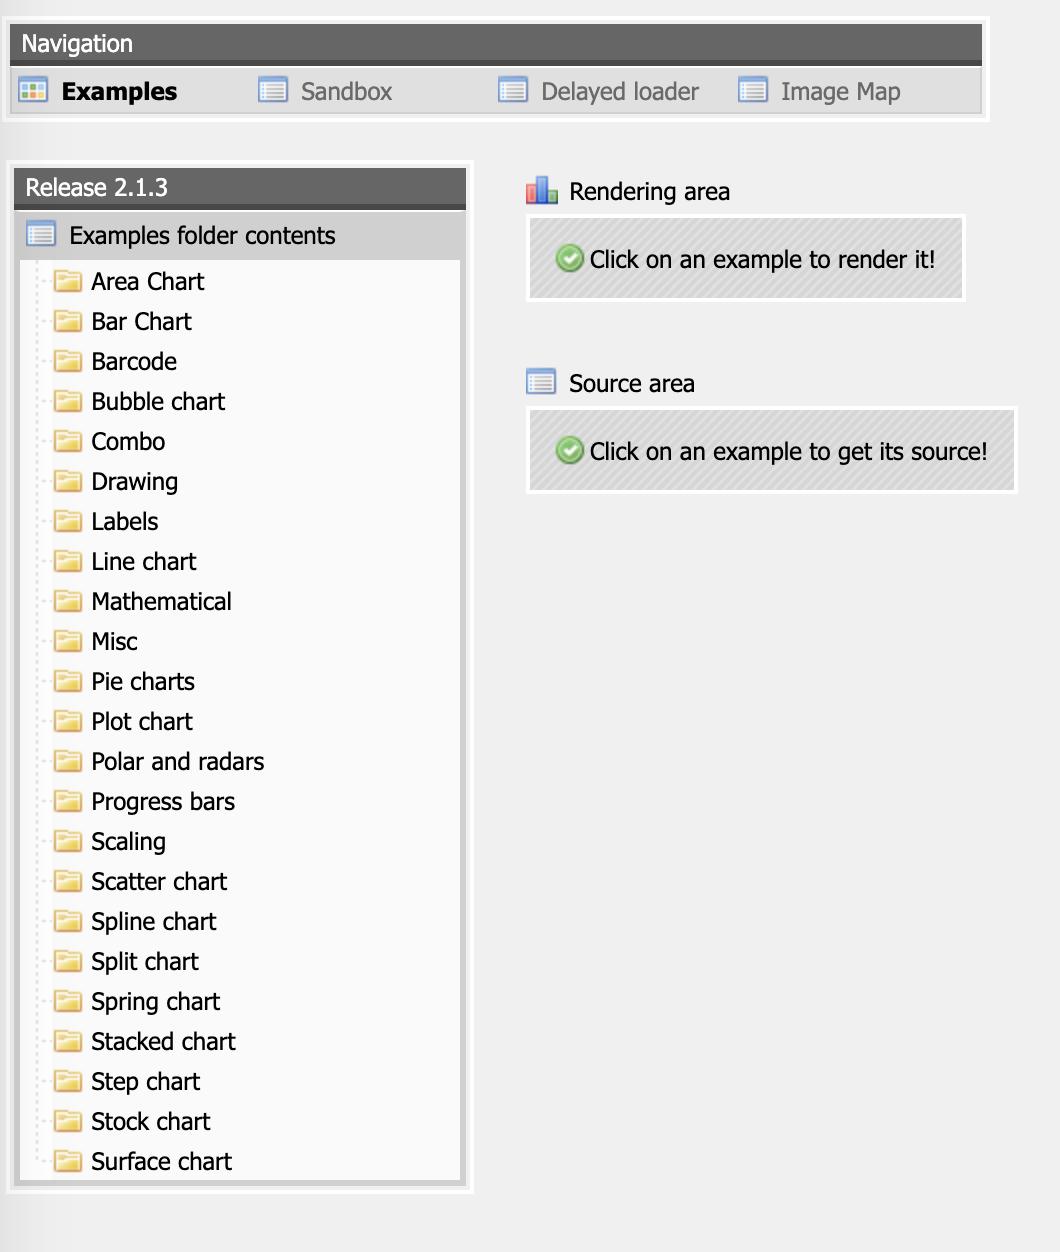 Navigation
Examples Sandbox Delayed loader Image Map
Release 2.1.3
Examples folder contents
Area Chart
Bar Chart
Barcode
Bubble chart
Combo
Drawing
Labels
Line chart
Mathematical
Misc
Pie charts
Plot chart
Polar and radars
Progress bars
Scaling
Scatter chart
Spline chart
Split chart
Spring chart
Stacked chart
Step chart
Stock chart
Surface chart
Rendering area
Click on an example to render it!
Source area
Click on an example to get its source!